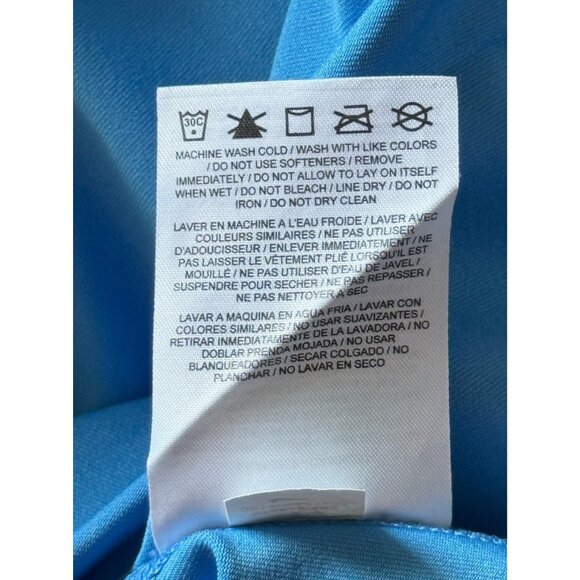 30C
MACHINE WASH COLD / WASH WITH LIKE COLORS
/ DO NOT USE SOFTENERS / REMOVE
IMMEDIATELY / DO NOT ALLOW TO LAY ON ITSELF
WHEN WET / DO NOT BLEACH / LINE DRY / DO NOT
IRON / DO NOT DRY CLEAN
LAVER EN MACHINE A L'EAU FROIDE / LAVER AVEC
COULEURS SIMILAIRES / NE PAS UTILISER
D'ADOUCISSEUR / ENLEVER IMMEDIATEMENT / NE
PAS LAISSER LE VÊTEMENT PLIÉ LORSQU'IL EST
MOUILLÉ / NE PAS UTILISER D'EAU DE JAVEL /
SUSPENDRE POUR SECHER / NE PAS REPASSER /
NE PAS NETTOYER A SEC
LAVAR A MAQUINA EN AGUA FRIA / LAVAR CON
COLORES SIMILARES / NO USAR SUAVIZANTES / NO
RETIRAR INMEDIATAMENTE DE LA LAVADORA / NO
DOBLAR PRENDA MOJADA / NO USAR
BLANQUEADORES / SECAR COLGADO / NO
PLANCHAR / NO LAVAR EN SECO